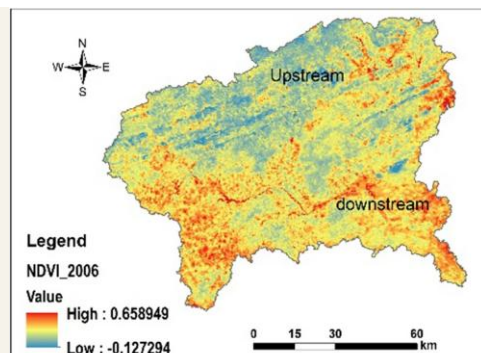 N
W E
S
Upstream
downstream
Legend
NDVI_2006
Value
High : 0.658949
Low : -0.127294
0 15 30 60
km